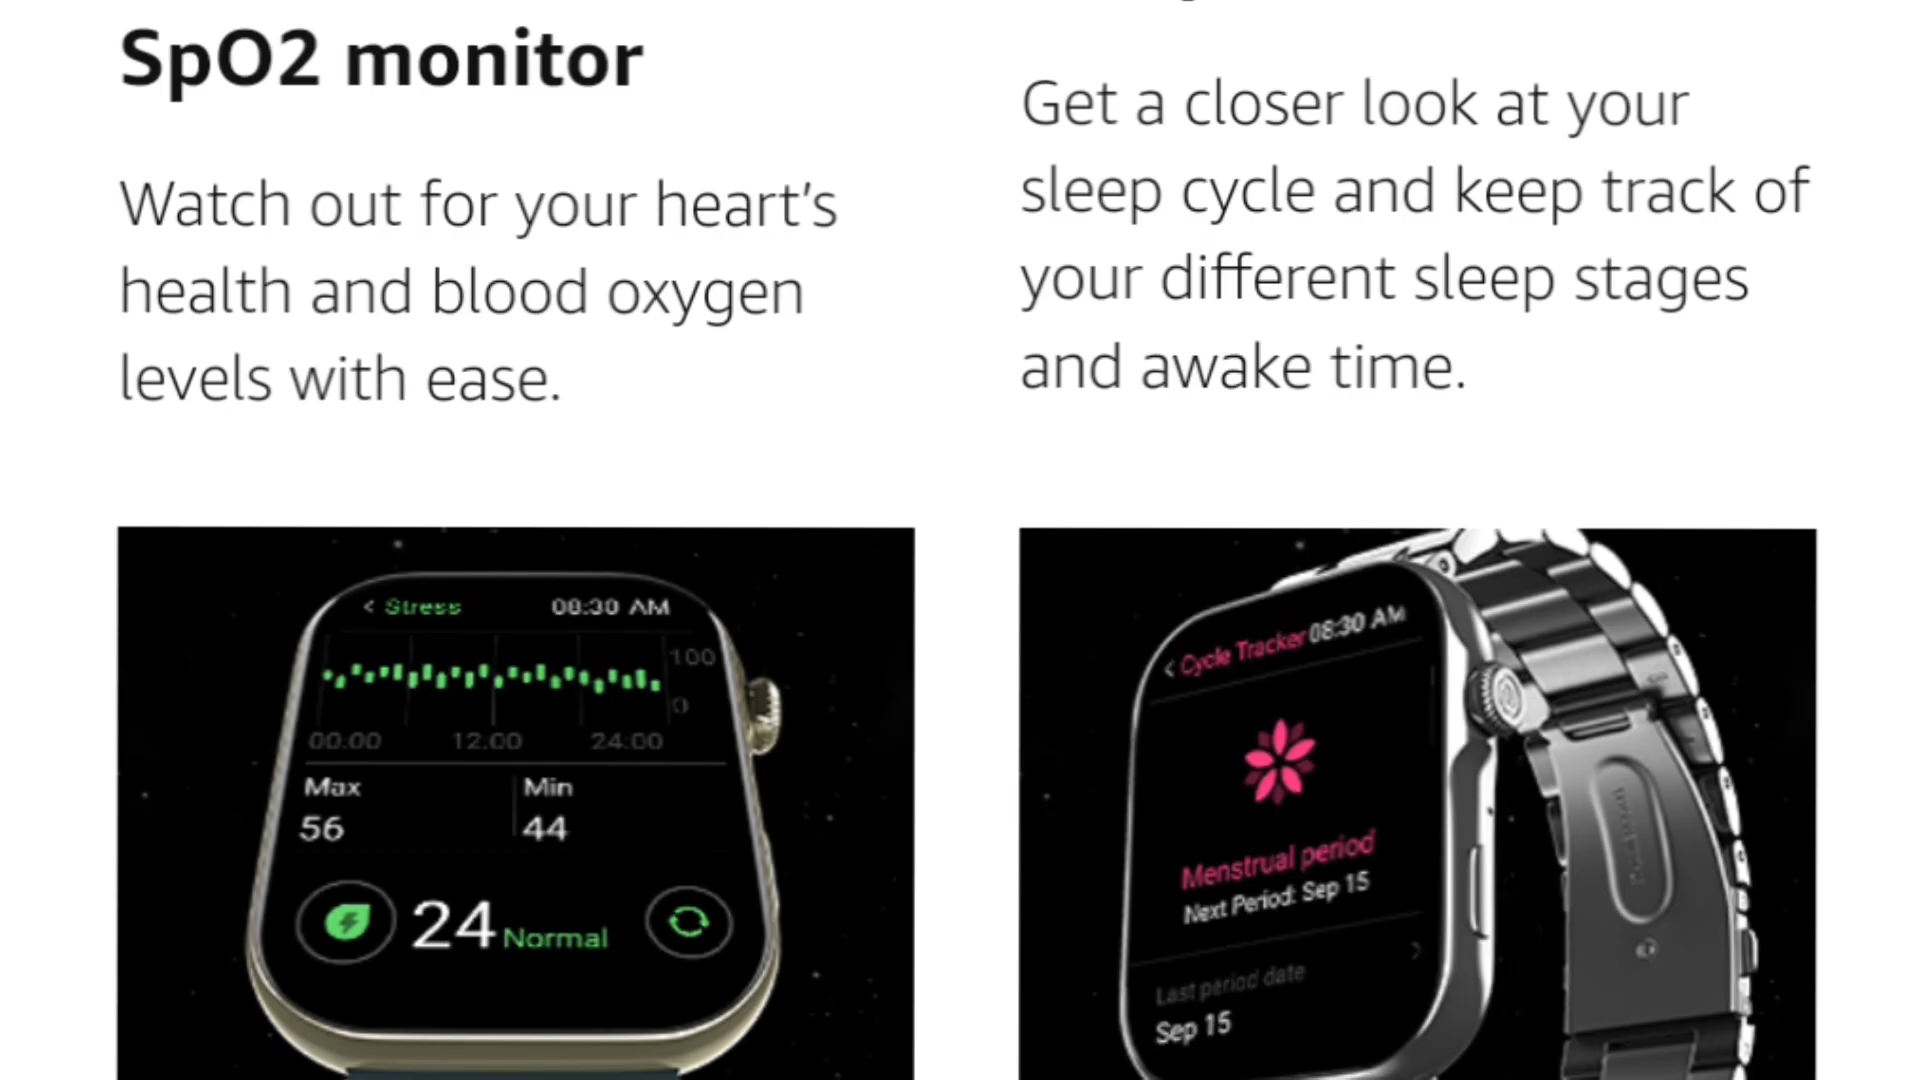 SpO2 monitor
Watch out for your heart’s
health and blood oxygen
levels with ease.
Get a closer look at your
sleep cycle and keep track of
your different sleep stages
and awake time.
< Stress 08:30 AM
100
0
00.00 12.00 24:00
Max Min
56 44
24 Normal
< Cycle Tracker 08:30 AM
Menstrual period
Next Period: Sep 15
Last period date
Sep 15